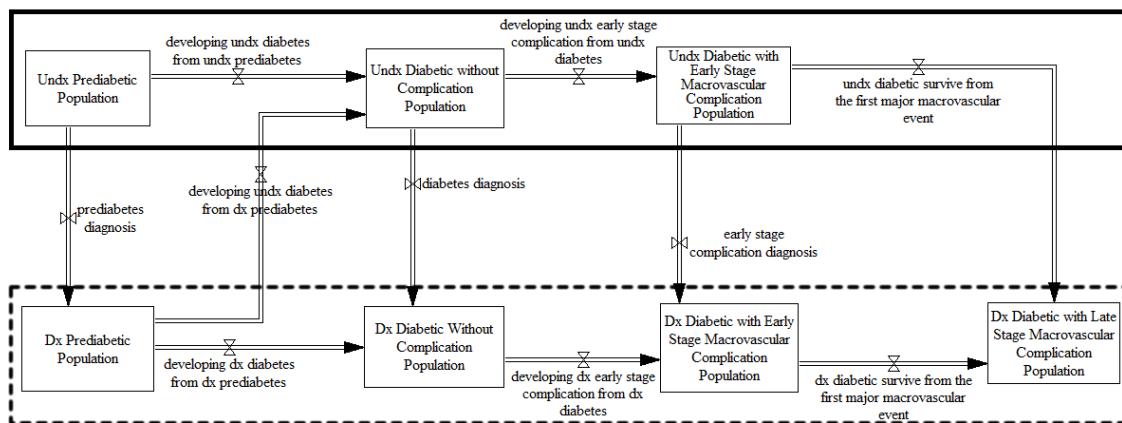 developing undx diabetes
from undx prediabetes
developing undx early stage
complication from undx
diabetes
Undx Prediabetic
Population
Undx Diabetic without
Complication
Population
Undx Diabetic with
Early Stage
Macrovascular
Complication
Population
undx diabetic survive from
the first major macrovascular
event
developing undx diabetes
from dx prediabetes
diabetes diagnosis
prediabetes
diagnosis
early stage
complication diagnosis
Dx Prediabetic
Population
Dx Diabetic Without
Complication
Population
Dx Diabetic with Early
Stage Macrovascular
Complication
Population
Dx Diabetic with Late
Stage Macrovascular
Complication
Population
developing dx diabetes
from dx prediabetes
developing dx early stage
complication from dx
diabetes
dx diabetic survive from the
first major macrovascular
event